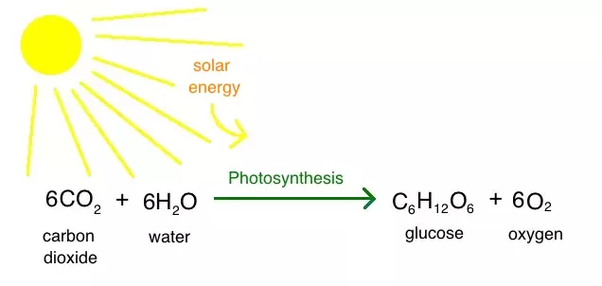 solar
energy
Photosynthesis
6CO₂ + 6H₂O C₆H₁₂O₆ + 6O₂
carbon
dioxide
water
glucose
oxygen